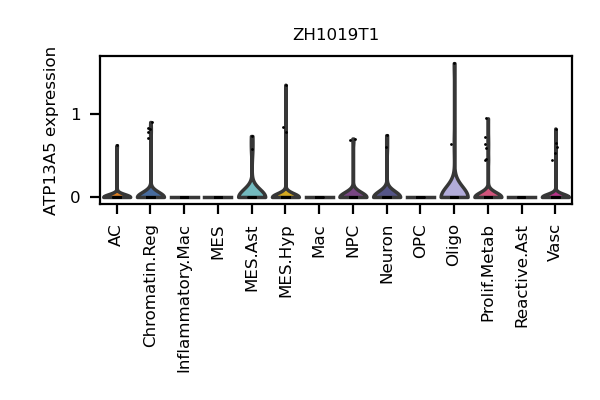 ZH1019T1
ATP13A5 expression
1
0
AC
Chromatin.Reg
Inflammatory.Mac
MES
MES.Ast
MES.Hyp
Mac
NPC
Neuron
OPC
Oligo
Prolif.Metab
Reactive.Ast
Vasc